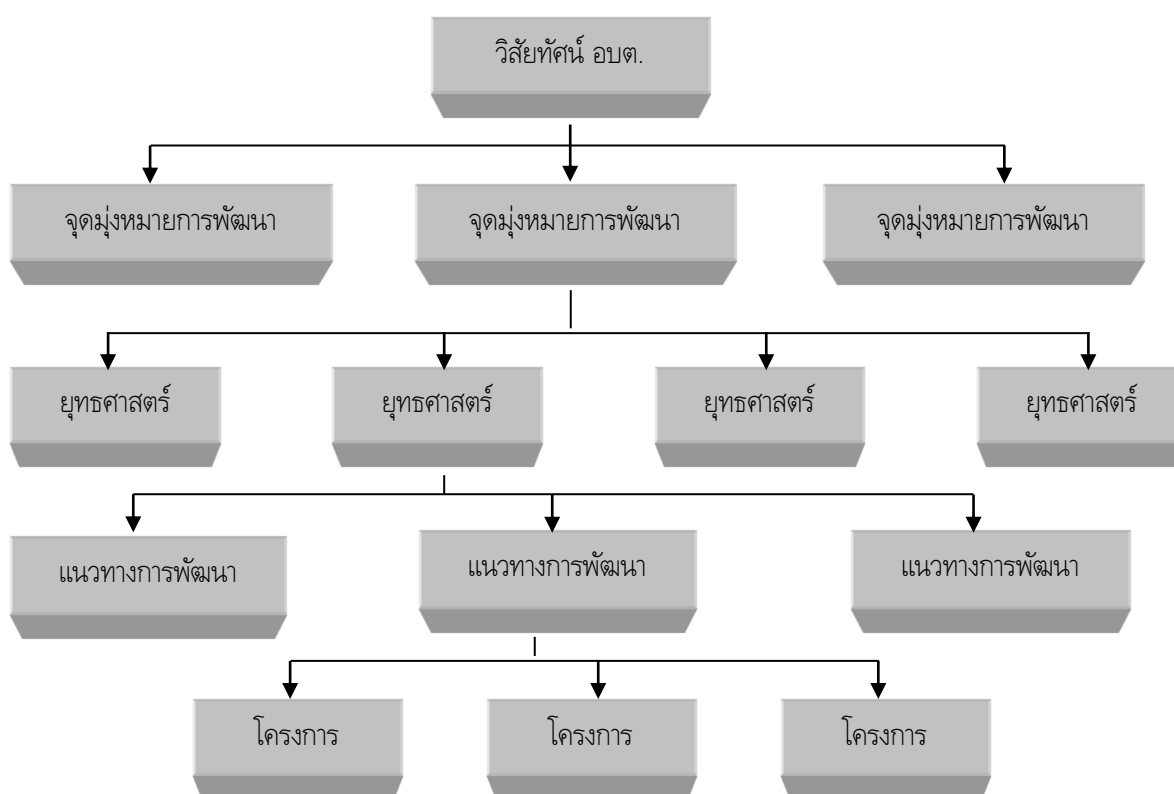 วิสัยทัศน์ อบต.
จุดมุ่งหมายการพัฒนา จุดมุ่งหมายการพัฒนา จุดมุ่งหมายการพัฒนา
ยุทธศาสตร์ ยุทธศาสตร์ ยุทธศาสตร์ ยุทธศาสตร์
แนวทางการพัฒนา แนวทางการพัฒนา แนวทางการพัฒนา
โครงการ โครงการ โครงการ